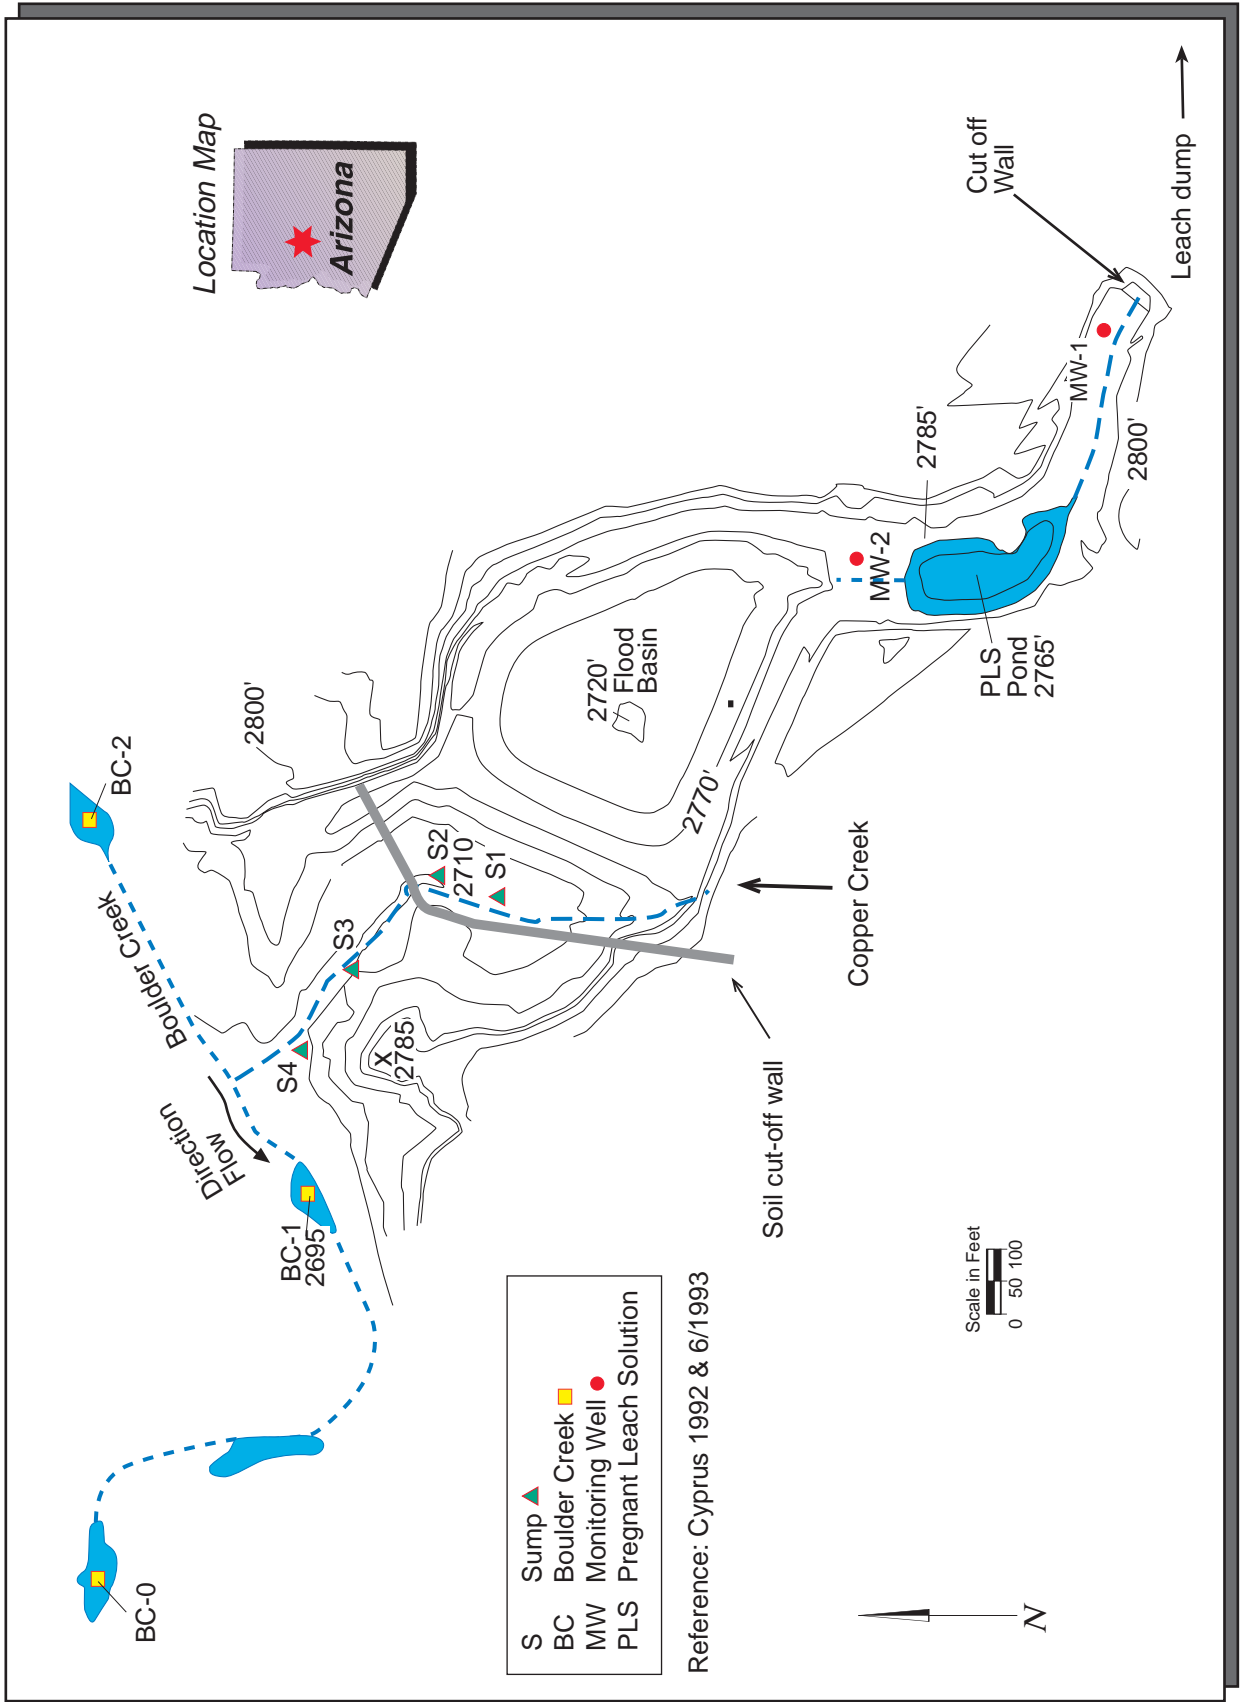 Location Map
Arizona
BC-2
Boulder Creek
2800'
Direction
Flow
S4
S3
S2
2710
S1
X
2785'
BC-1
2695
BC-0
2720'
Flood
Basin
2770'
Copper Creek
Soil cut-off wall
MW-2
2785'
PLS
Pond
2765'
MW-1
2800'
Cut off
Wall
Leach dump
S Sump
BC Boulder Creek
MW Monitoring Well
PLS Pregnant Leach Solution
Reference: Cyprus 1992 & 6/1993
Scale in Feet
0 50 100
N